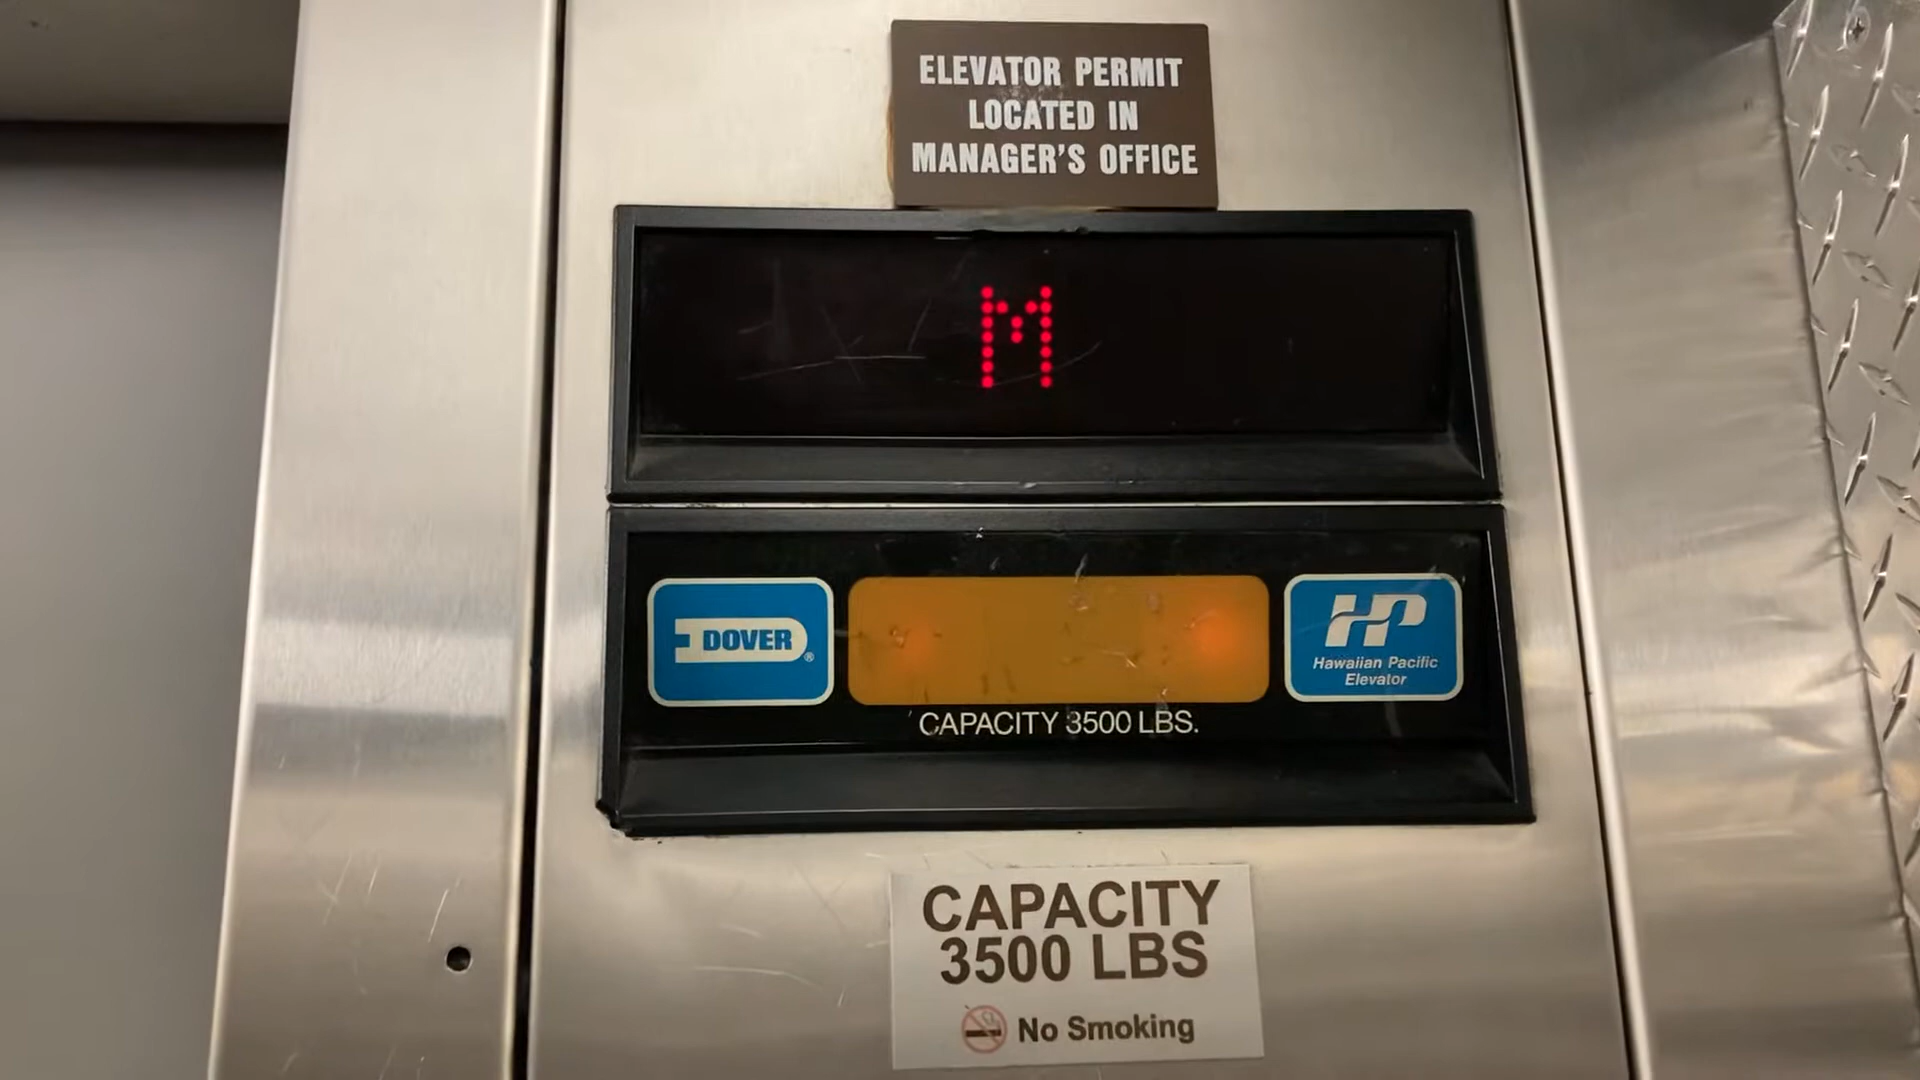 ELEVATOR PERMIT
LOCATED IN
MANAGER'S OFFICE
M
DOVER®
HP
Hawaiian Pacific
Elevator
CAPACITY 3500 LBS.
CAPACITY
3500 LBS
No Smoking